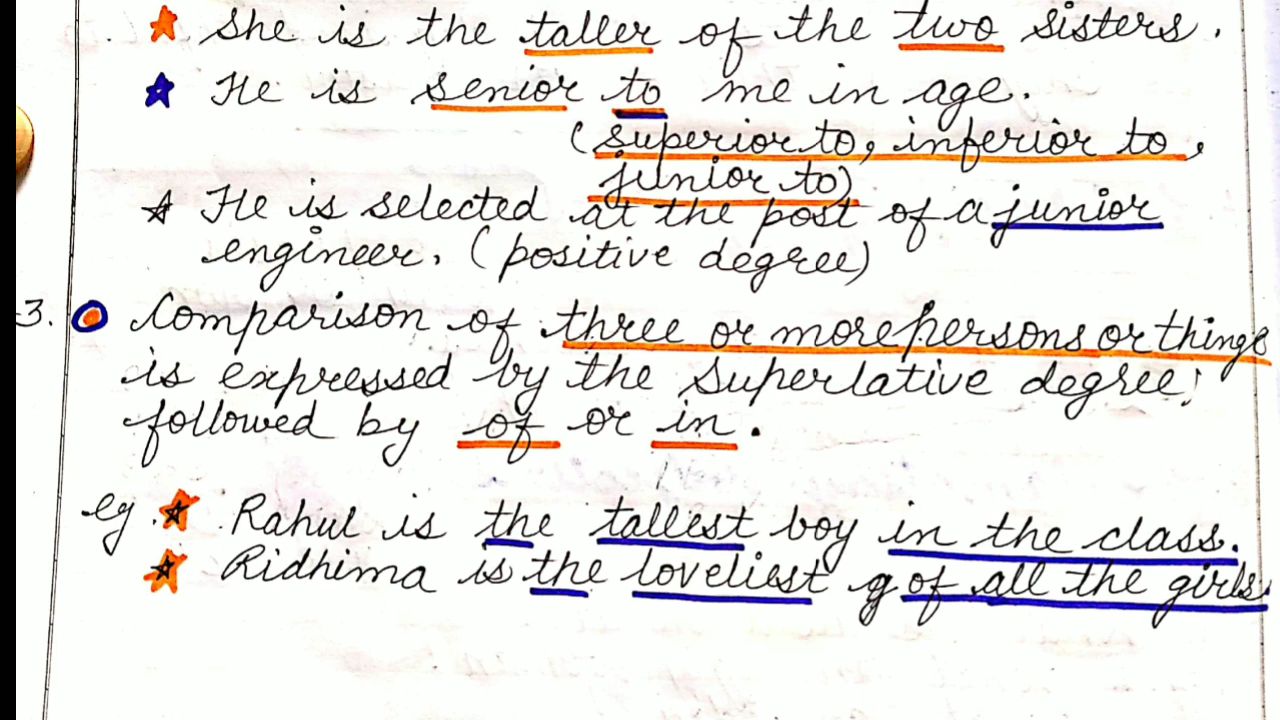 She is the taller of the two sisters.
He is senior to me in age.
(superior to, inferior to,
junior to)
He is selected at the post of a junior
engineer. (positive degree)
3. Comparison of three or more persons or things
is expressed by the superlative degree;
followed by of or in.
eg. Rahul is the tallest boy in the class.
Ridhima is the loveliest g of all the girls.